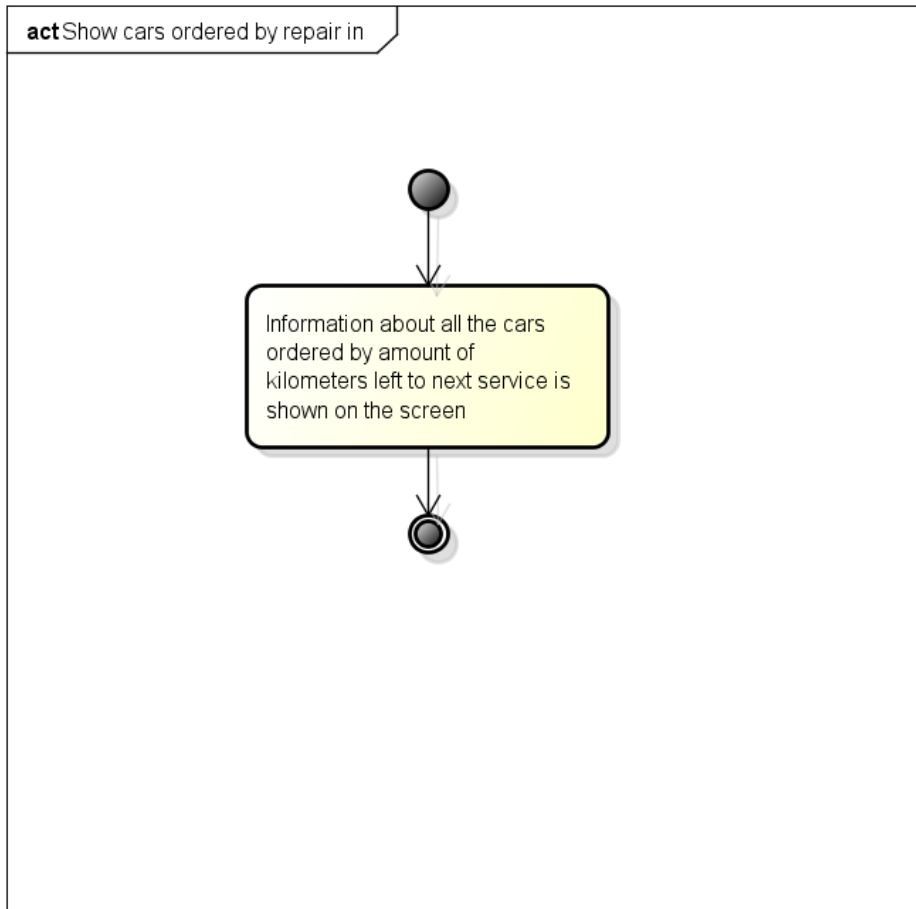 act Show cars ordered by repair in
Information about all the cars
ordered by amount of
kilometers left to next service is
shown on the screen